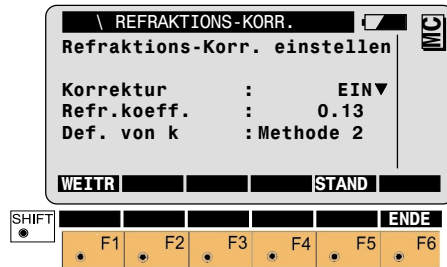 \ REFRAKTIONS-KORR.
MC
Refraktions-Korr. einstellen
Korrektur : EIN▼
Refr.koeff. : 0.13
Def. von k :Methode 2
WEITR STAND
SHIFT ENDE
F1 F2 F3 F4 F5 F6